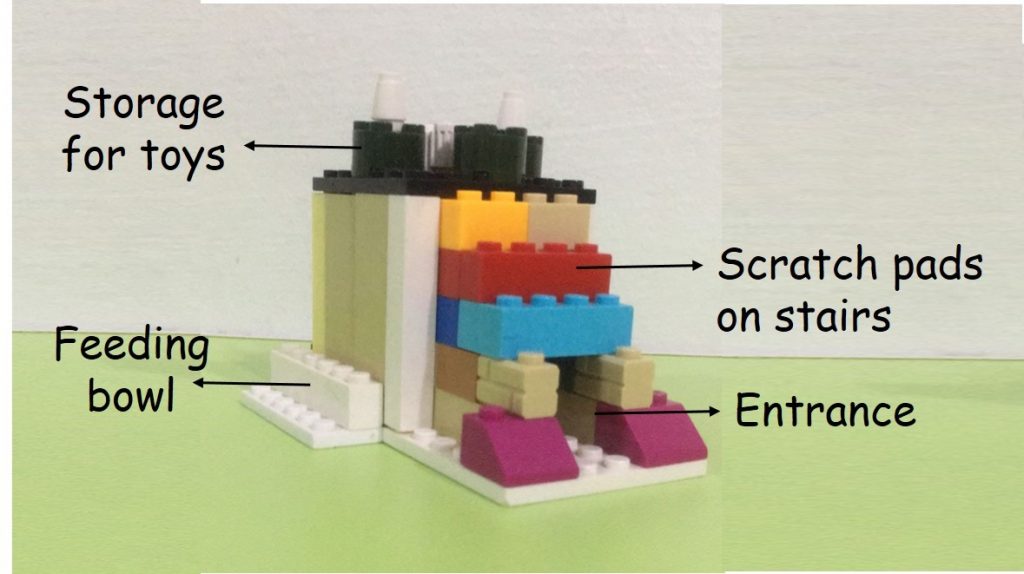 Storage
for toys
Scratch pads
on stairs
Feeding
bowl
Entrance